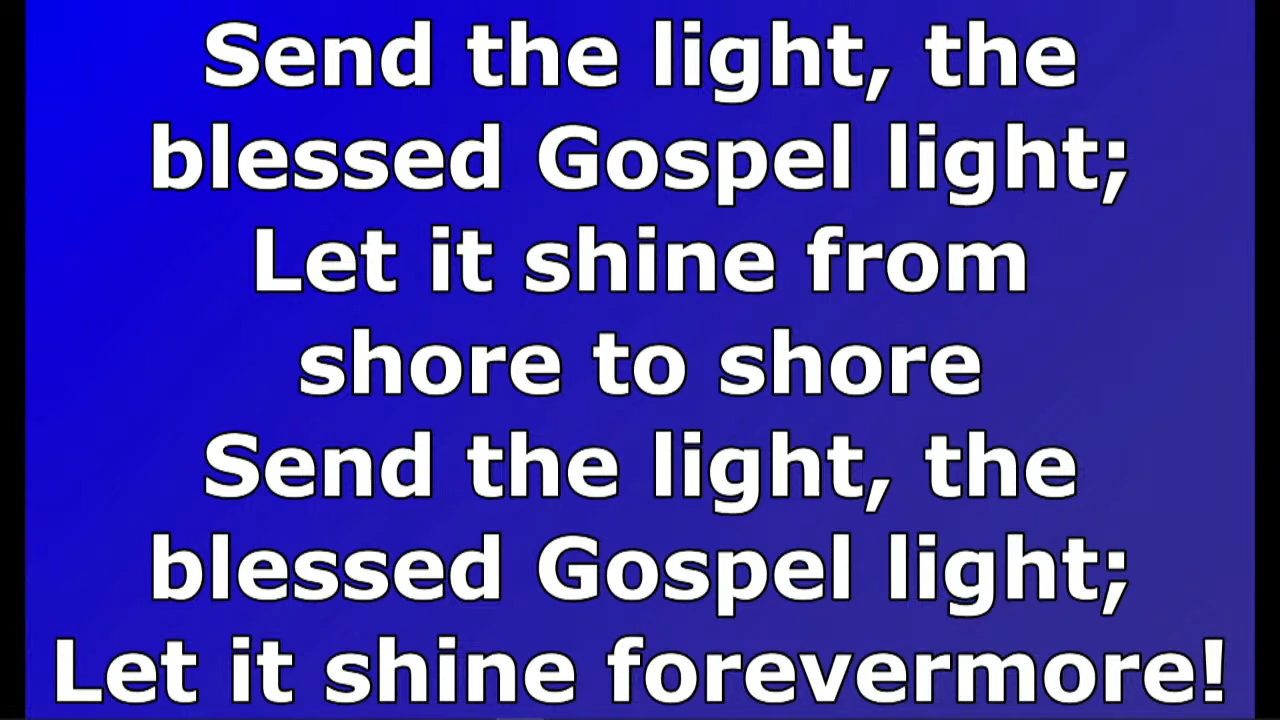 Send the light, the
blessed Gospel light;
Let it shine from
shore to shore
Send the light, the
blessed Gospel light;
Let it shine forevermore!